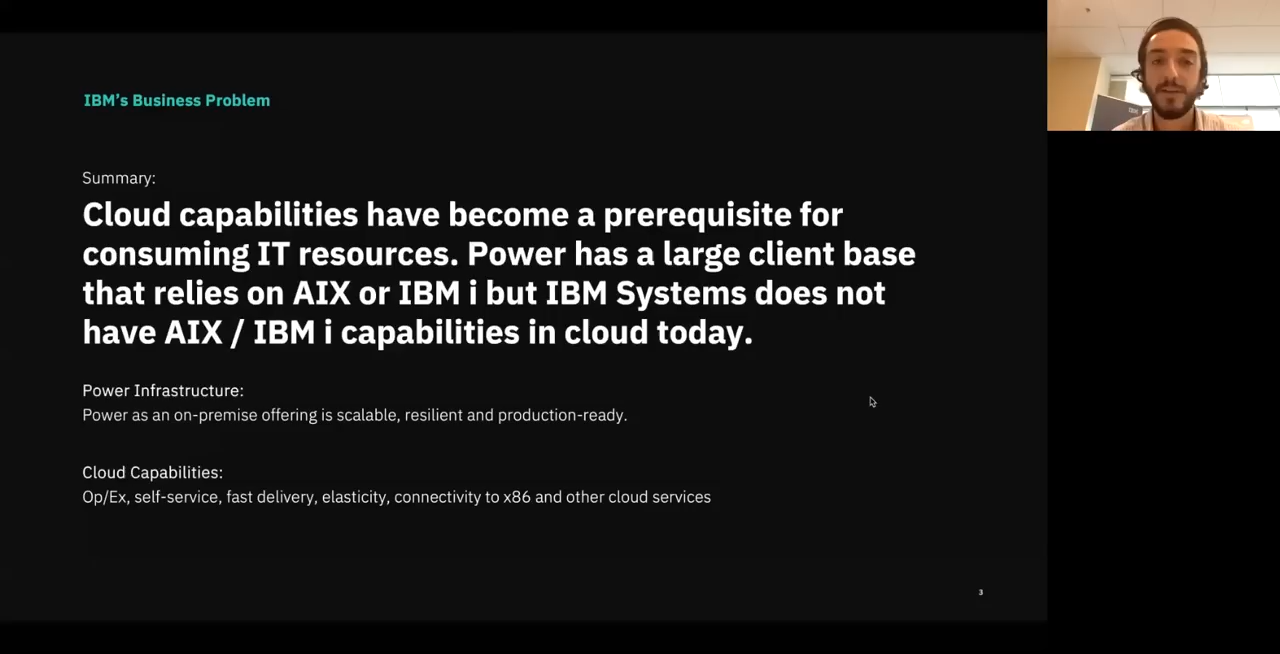 IBM's Business Problem
Summary:
Cloud capabilities have become a prerequisite for
consuming IT resources. Power has a large client base
that relies on AIX or IBM i but IBM Systems does not
have AIX / IBM i capabilities in cloud today.
Power Infrastructure:
Power as an on-premise offering is scalable, resilient and production-ready.
Cloud Capabilities:
Op/Ex, self-service, fast delivery, elasticity, connectivity to x86 and other cloud services
3